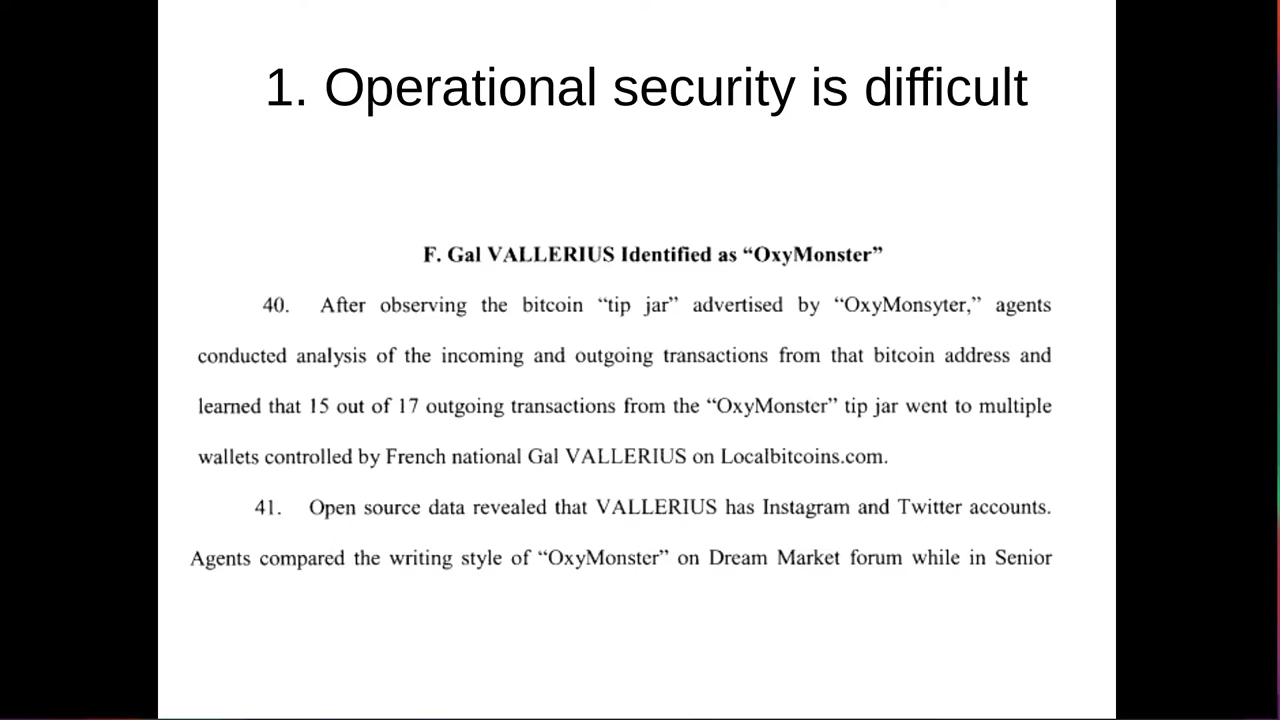 1. Operational security is difficult
F. Gal VALLERIUS Identified as “OxyMonster”
40. After observing the bitcoin “tip jar” advertised by “OxyMonsyter,” agents
conducted analysis of the incoming and outgoing transactions from that bitcoin address and
learned that 15 out of 17 outgoing transactions from the “OxyMonster” tip jar went to multiple
wallets controlled by French national Gal VALLERIUS on Localbitcoins.com.
41. Open source data revealed that VALLERIUS has Instagram and Twitter accounts.
Agents compared the writing style of “OxyMonster” on Dream Market forum while in Senior